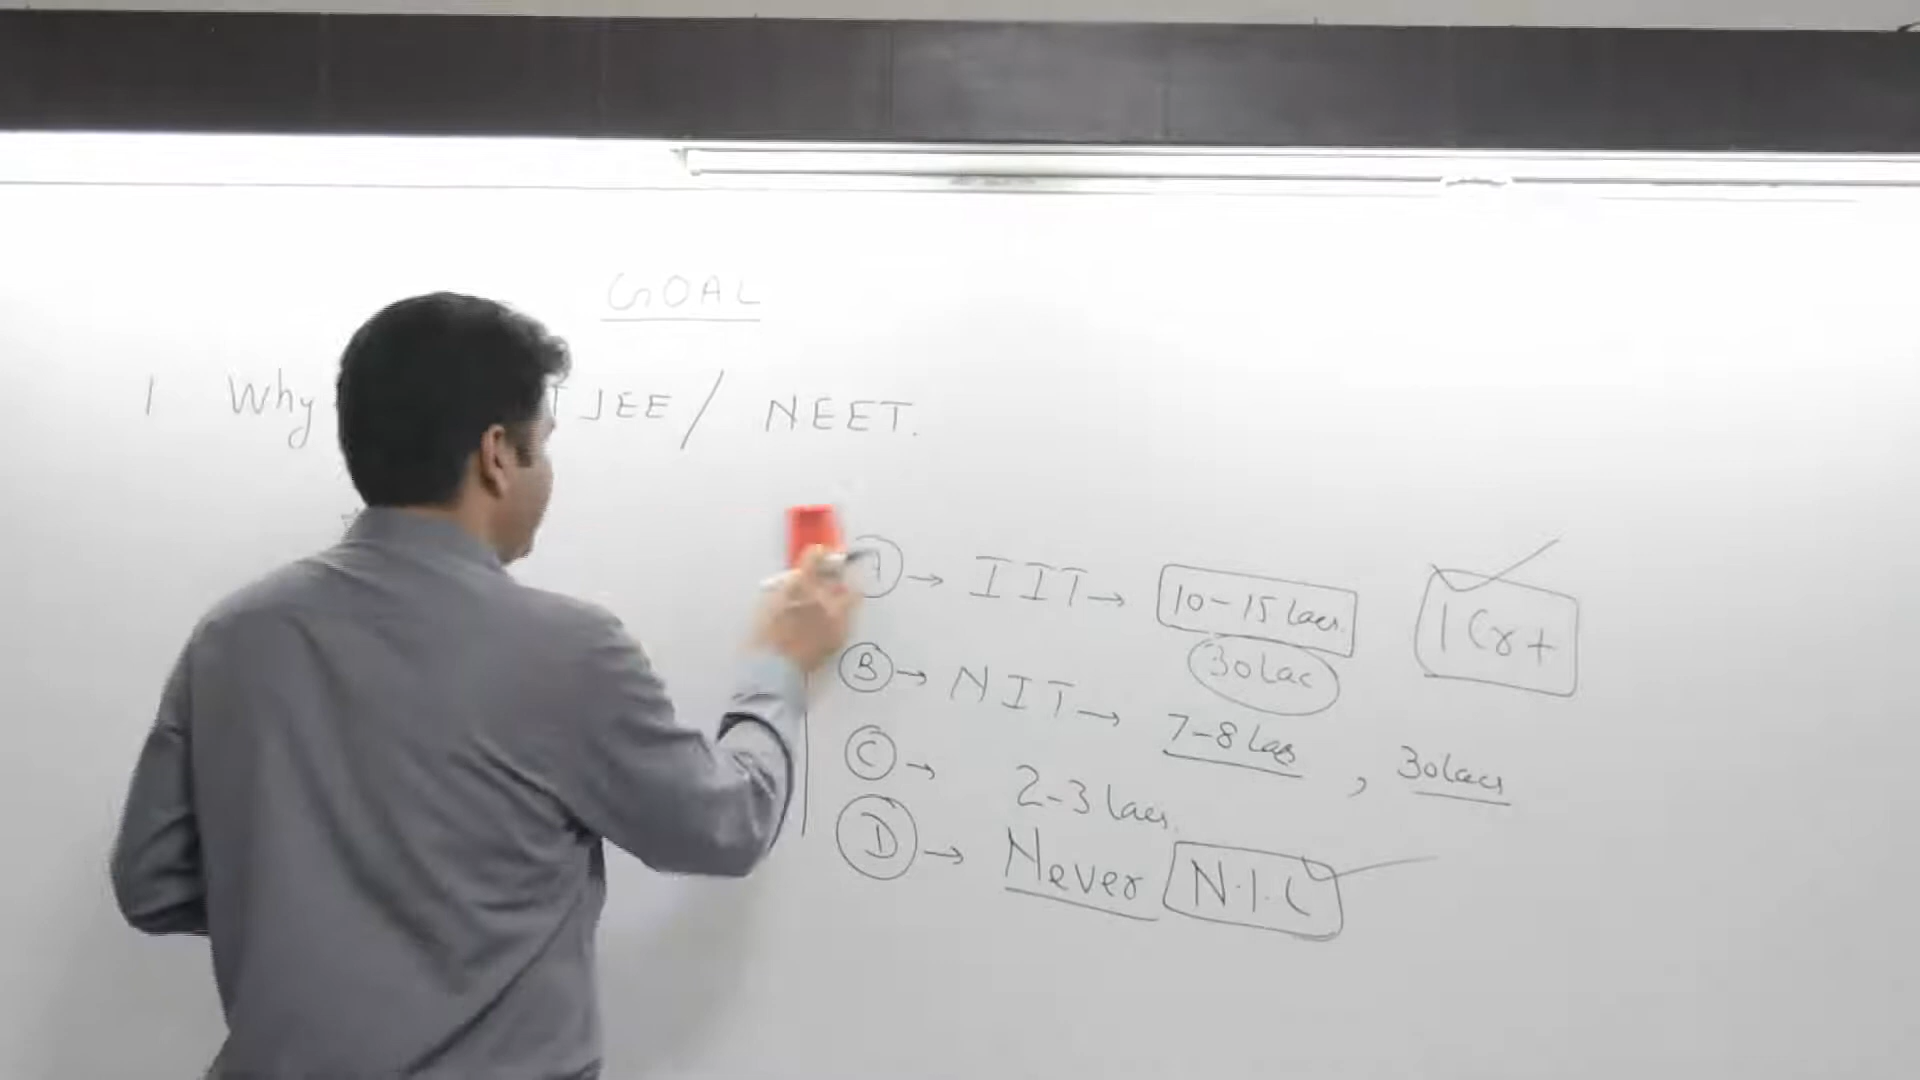 GOAL
1 Why JEE / NEET.
A → IIT → 10-15 lacs. 1 Cr +
30 Lac
B → NIT → 7-8 lacs , 30 lacs
C → 2-3 lacs.
D → Never N.I.C